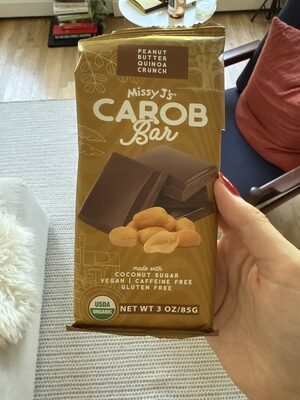 PEANUT
BUTTER
QUINOA
CRUNCH
Missy J's®
CAROB
Bar
made with
COCONUT SUGAR
VEGAN | CAFFEINE FREE
GLUTEN FREE
USDA
ORGANIC
NET WT 3 OZ/85G